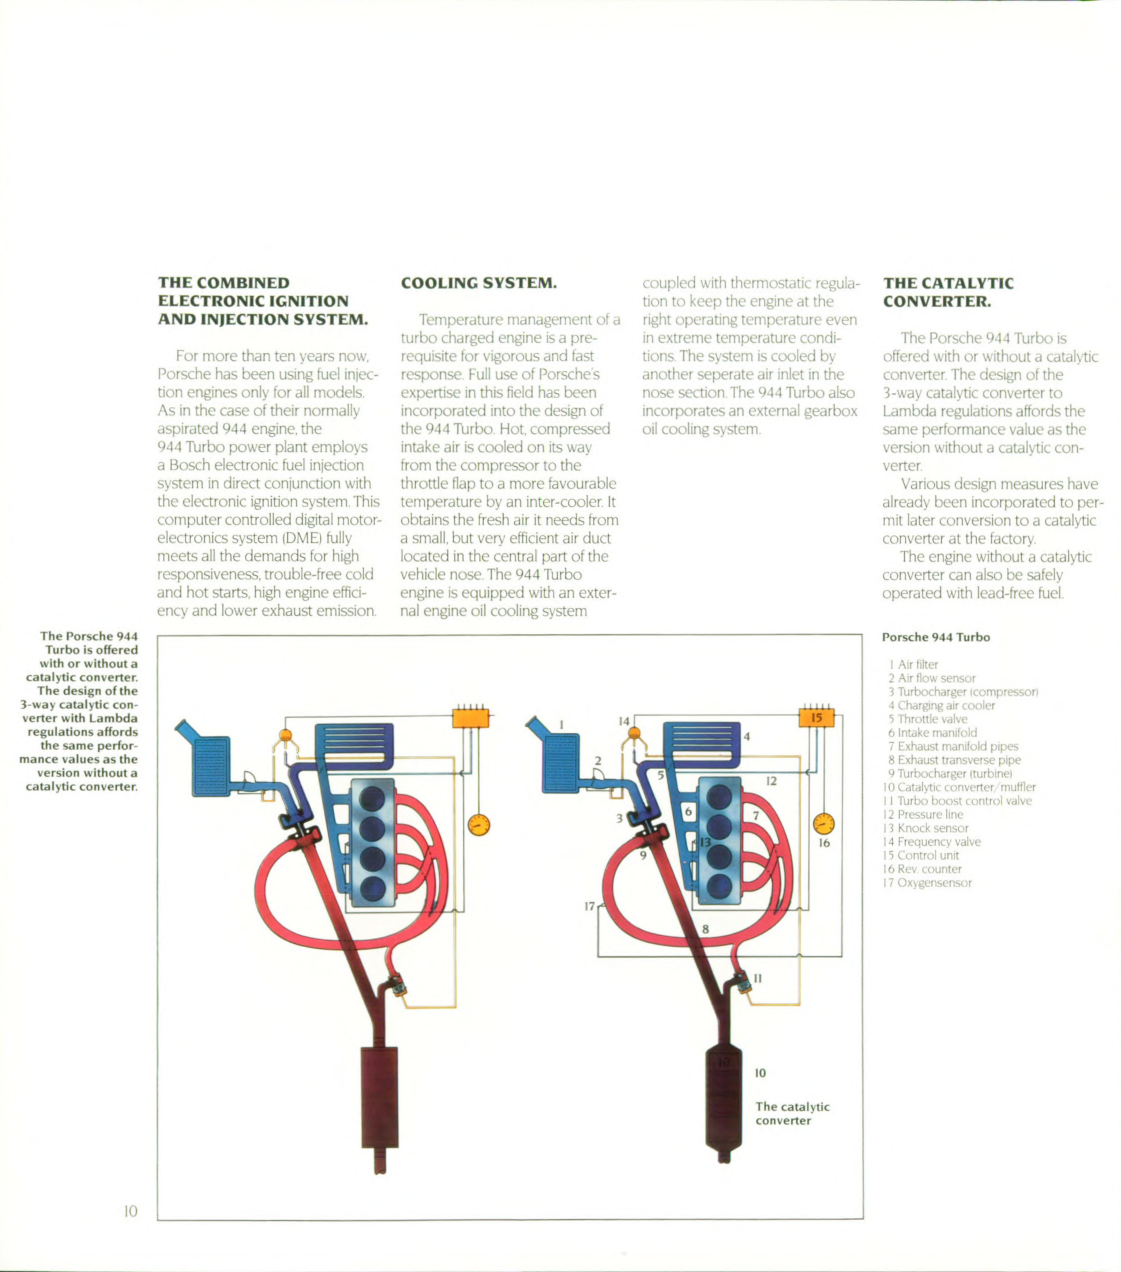 THE COMBINED
ELECTRONIC IGNITION
AND INJECTION SYSTEM.
For more than ten years now,
Porsche has been using fuel injec-
tion engines only for all models.
As in the case of their normally
aspirated 944 engine, the
944 Turbo power plant employs
a Bosch electronic fuel injection
system in direct conjunction with
the electronic ignition system. This
computer controlled digital motor-
electronics system (DME) fully
meets all the demands for high
responsiveness, trouble-free cold
and hot starts, high engine effici-
ency and lower exhaust emission.
COOLING SYSTEM.
Temperature management of a
turbo charged engine is a pre-
requisite for vigorous and fast
response. Full use of Porsche's
expertise in this field has been
incorporated into the design of
the 944 Turbo. Hot, compressed
intake air is cooled on its way
from the compressor to the
throttle flap to a more favourable
temperature by an inter-cooler. It
obtains the fresh air it needs from
a small, but very efficient air duct
located in the central part of the
vehicle nose. The 944 Turbo
engine is equipped with an exter-
nal engine oil cooling system
coupled with thermostatic regula-
tion to keep the engine at the
right operating temperature even
in extreme temperature condi-
tions. The system is cooled by
another seperate air inlet in the
nose section. The 944 Turbo also
incorporates an external gearbox
oil cooling system.
THE CATALYTIC
CONVERTER.
The Porsche 944 Turbo is
offered with or without a catalytic
converter. The design of the
3-way catalytic converter to
Lambda regulations affords the
same performance value as the
version without a catalytic con-
verter.
Various design measures have
already been incorporated to per-
mit later conversion to a catalytic
converter at the factory.
The engine without a catalytic
converter can also be safely
operated with lead-free fuel.
The Porsche 944
Turbo is offered
with or without a
catalytic converter.
The design of the
3-way catalytic con-
verter with Lambda
regulations affords
the same perfor-
mance values as the
version without a
catalytic converter.
1
2
3
4
5
6
7
8
9
10
11
12
13
14
15
16
17
10
The catalytic
converter
Porsche 944 Turbo
1 Air filter
2 Air flow sensor
3 Turbocharger (compressor)
4 Charging air cooler
5 Throttle valve
6 Intake manifold
7 Exhaust manifold pipes
8 Exhaust transverse pipe
9 Turbocharger (turbine)
10 Catalytic converter/muffler
11 Turbo boost control valve
12 Pressure line
13 Knock sensor
14 Frequency valve
15 Control unit
16 Rev. counter
17 Oxygensensor
10